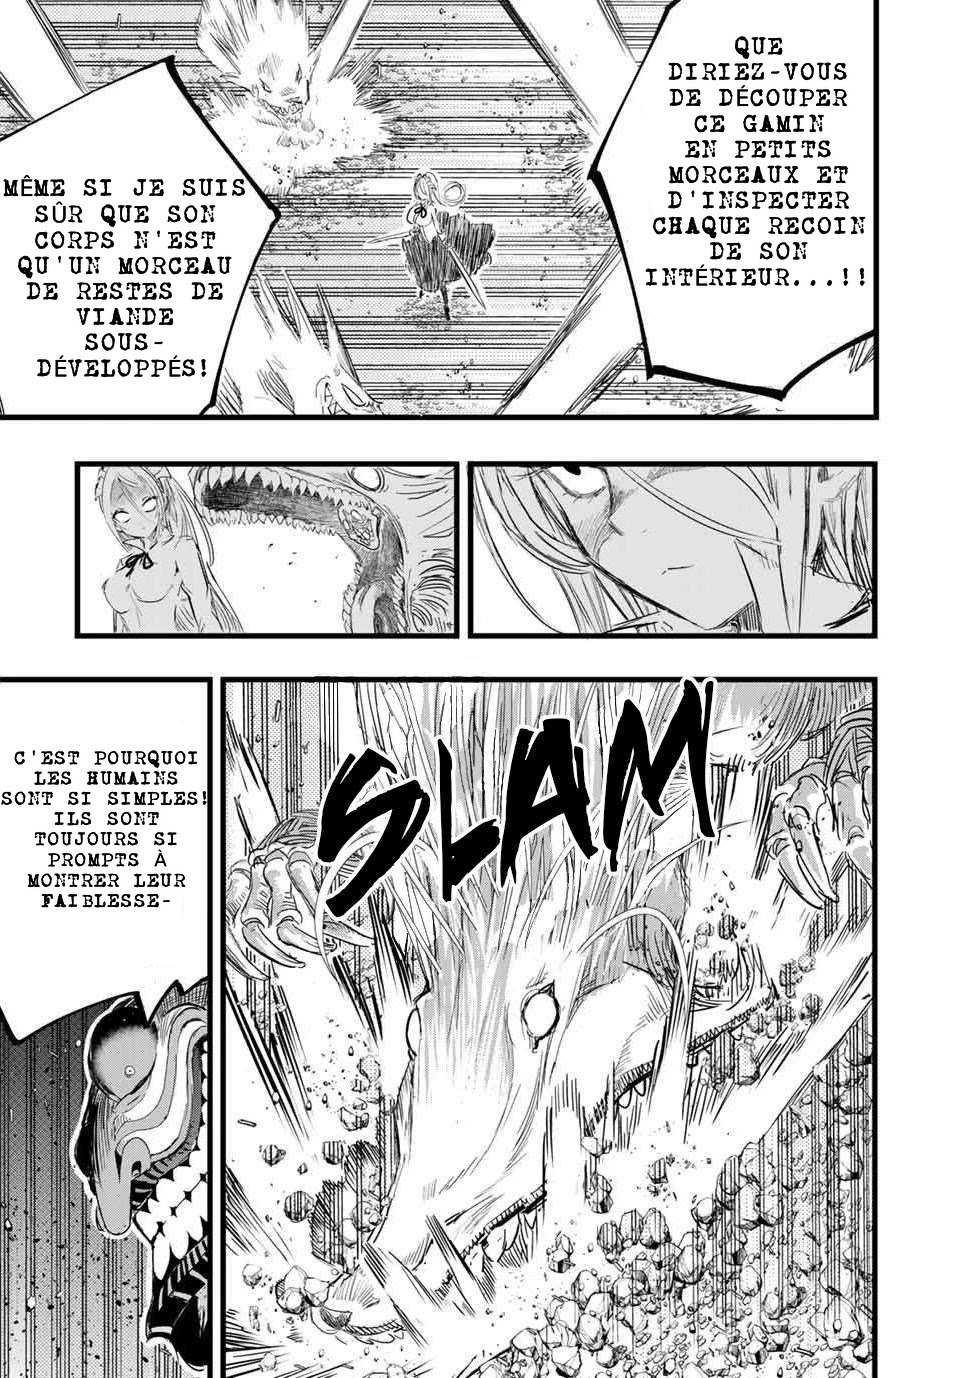 QUE
DIRIEZ-VOUS
DE DÉCOUPER
CE GAMIN
EN PETITS
MORCEAUX ET
D'INSPECTER
CHAQUE RECOIN
DE SON
INTÉRIEUR...!!
MÊME SI JE SUIS
SÛR QUE SON
CORPS N'EST
QU'UN MORCEAU
DE RESTES DE
VIANDE
SOUS-
DÉVELOPPÉS!
SLAM
C'EST POURQUOI
LES HUMAINS
SONT SI SIMPLES!
ILS SONT
TOUJOURS SI
PROMPTS À
MONTRER LEUR
FAIBLESSE-